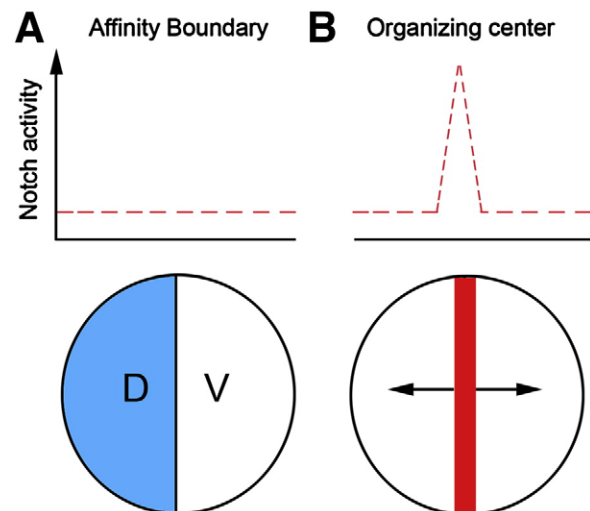 A Affinity Boundary
B Organizing center
Notch activity
D V